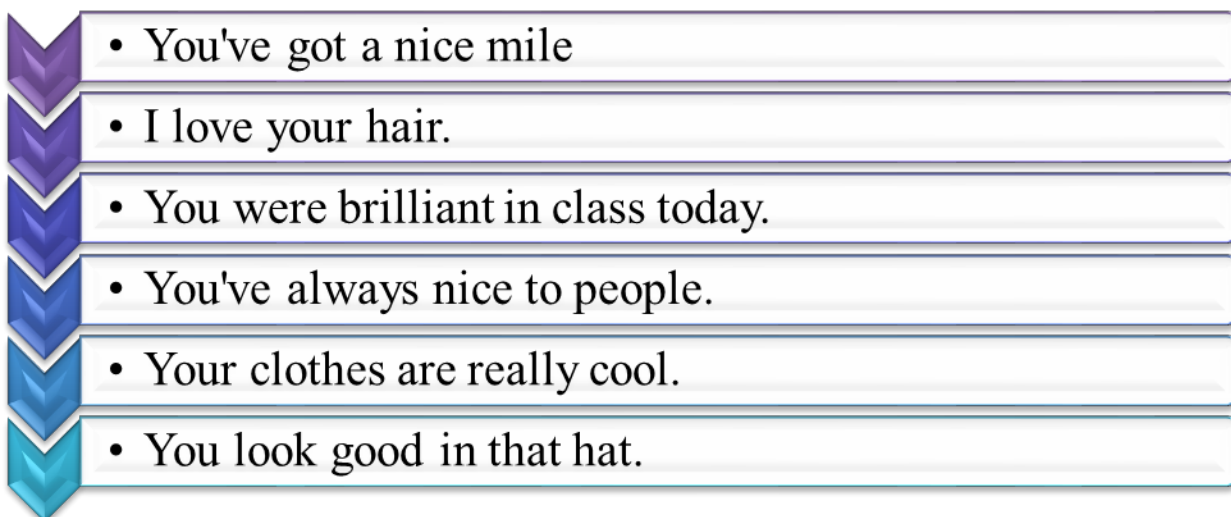 • You've got a nice mile
• I love your hair.
• You were brilliant in class today.
• You've always nice to people.
• Your clothes are really cool.
• You look good in that hat.